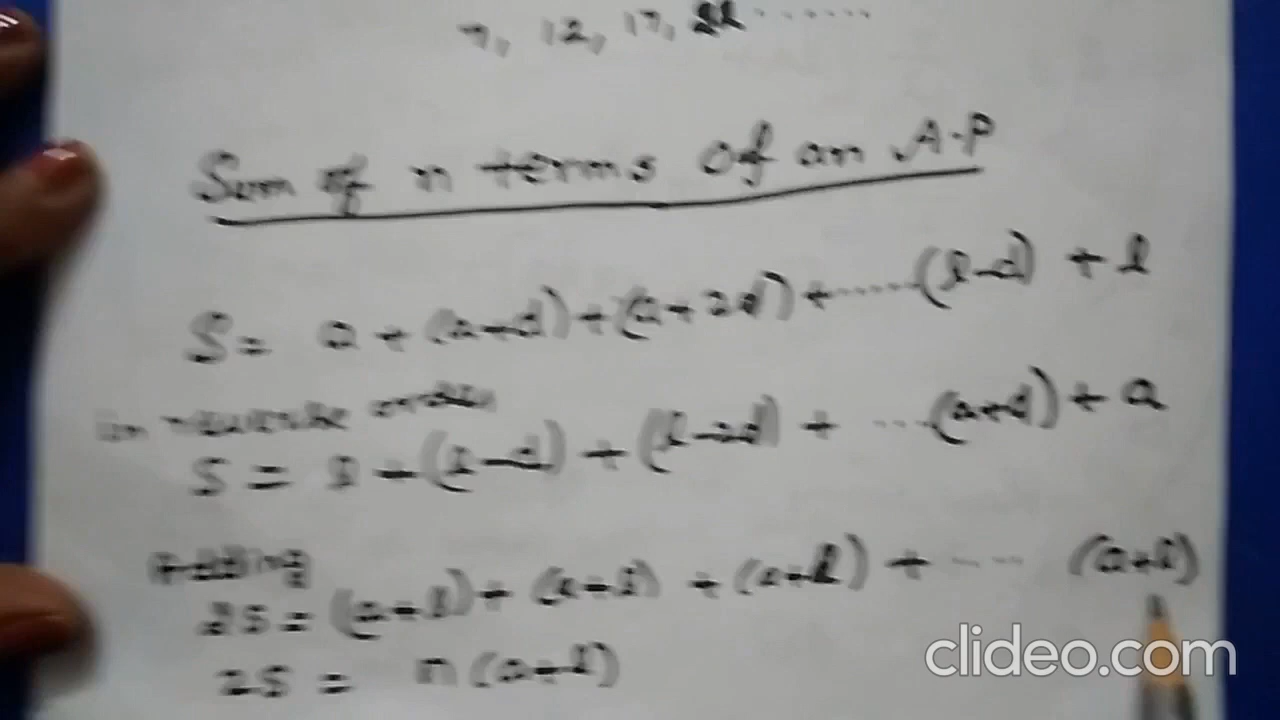 7, 12, 17, 22 .......
Sum of n terms of an A.P
S = a + (a+d) + (a+2d) + ..... (l-d) + l
in reverse order
S = l + (l-d) + (l-2d) + ... (a+d) + a
Adding
2S = (a+l) + (a+l) + (a+l) + ... (a+l)
2S = n (a+l)
clideo.com